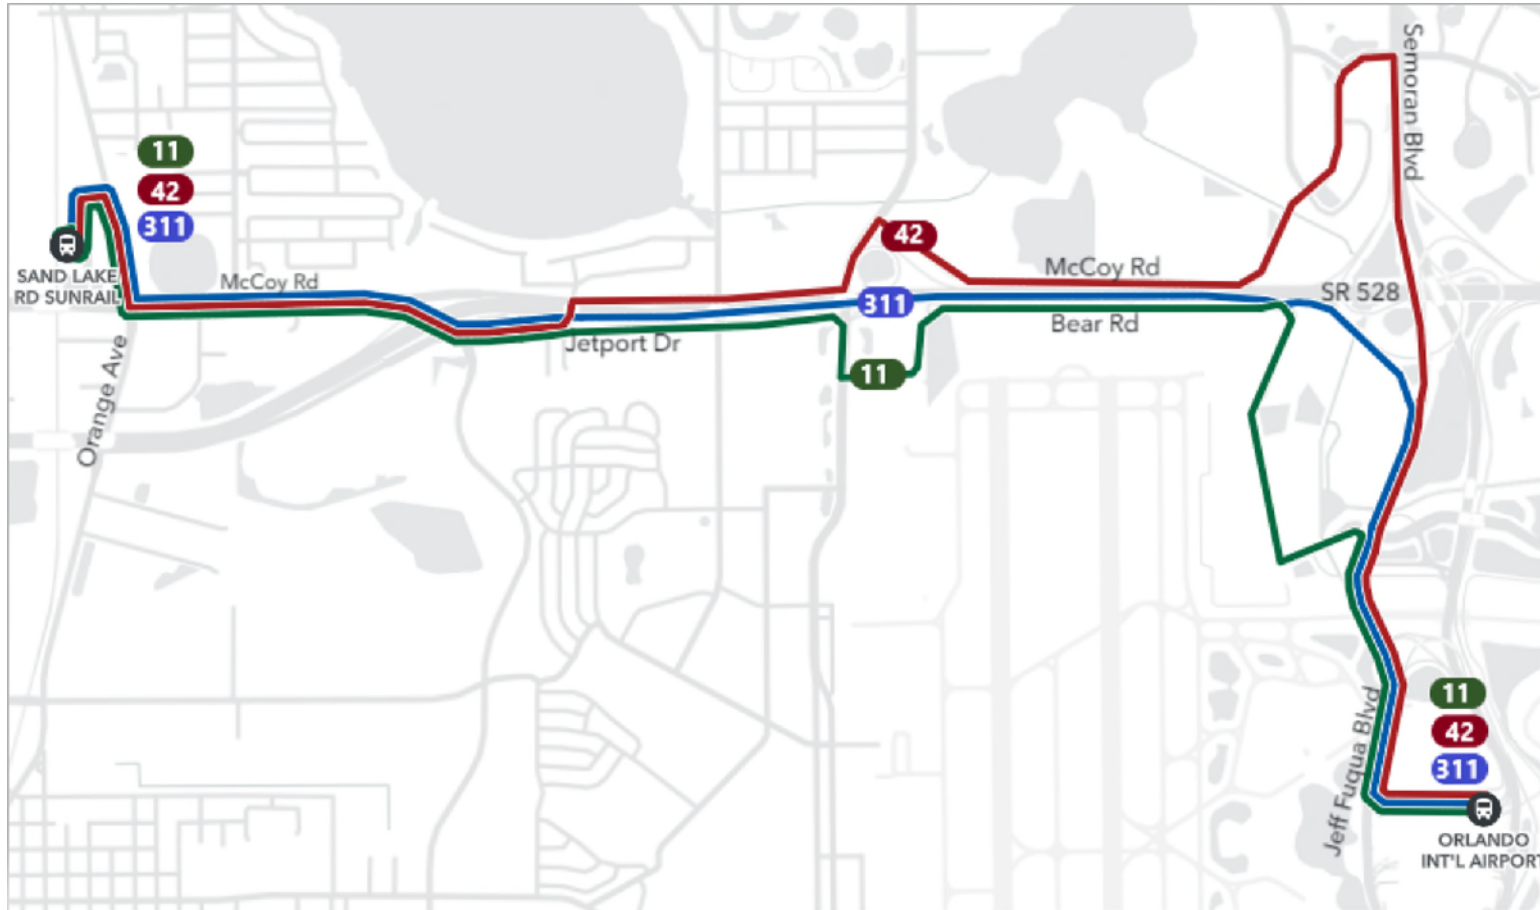 Semoran Blvd
11
42
311
SAND LAKE
RD SUNRAIL
McCoy Rd
42
McCoy Rd
311
SR 528
Bear Rd
Jetport Dr
11
Orange Ave
Jeff Fuqua Blvd
11
42
311
ORLANDO
INT'L AIRPORT